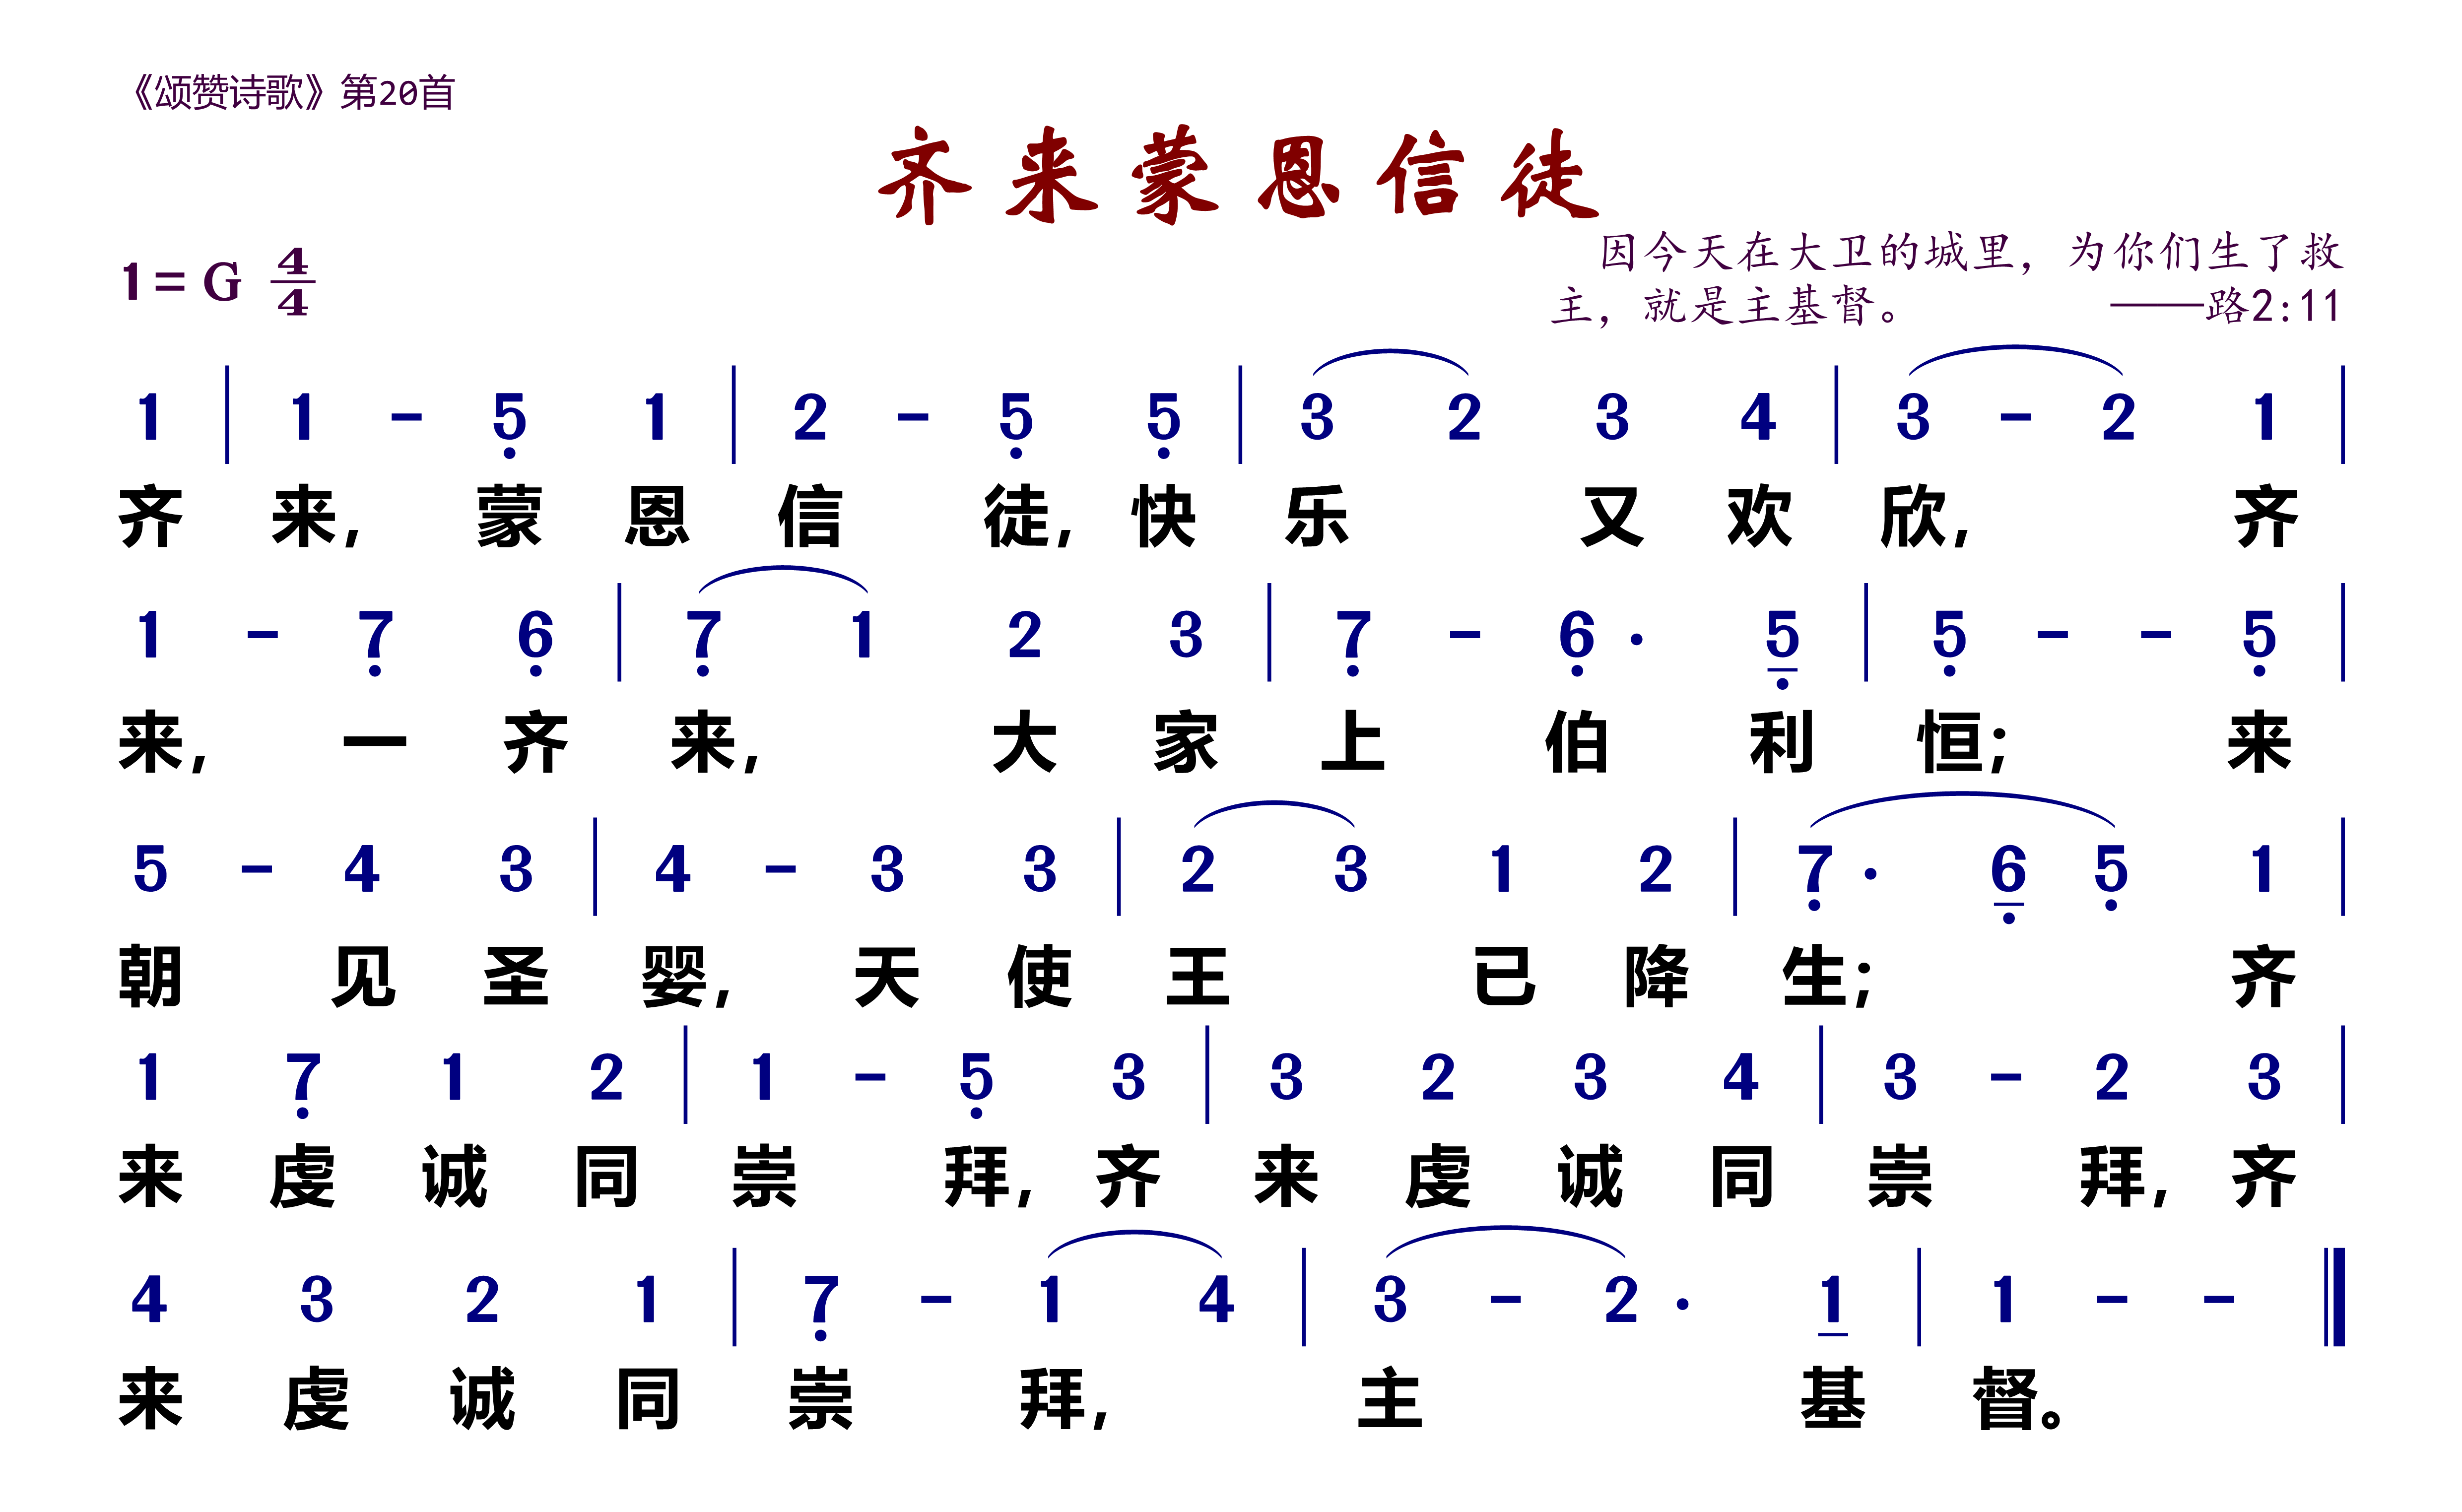 《颂赞诗歌》第20首
齐来蒙恩信徒
1= G 4/4
因今天在大卫的城里，为你们生了救
主，就是主基督。 ——路2:11
1 | 1 - 5̣ 1 | 2 - 5̣ 5̣ | 3 2 3 4 | 3 - 2 1 |
齐 来, 蒙 恩 信 徒, 快 乐 又 欢 欣, 齐
1 - 7̣ 6̣ | 7̣ 1 2 3 | 7̣ - 6̣ · 5̣ | 5̣ - - 5̣ |
来, 一 齐 来, 大 家 上 伯 利 恒; 来
5 - 4 3 | 4 - 3 3 | 2 3 1 2 | 7̣ · 6̣ 5̣ 1 |
朝 见 圣 婴, 天 使 王 已 降 生; 齐
1 7̣ 1 2 | 1 - 5̣ 3 | 3 2 3 4 | 3 - 2 3 |
来 虔 诚 同 崇 拜, 齐 来 虔 诚 同 崇 拜, 齐
4 3 2 1 | 7̣ - 1 4 | 3 - 2 · 1 | 1 - - ‖
来 虔 诚 同 崇 拜, 主 基 督。